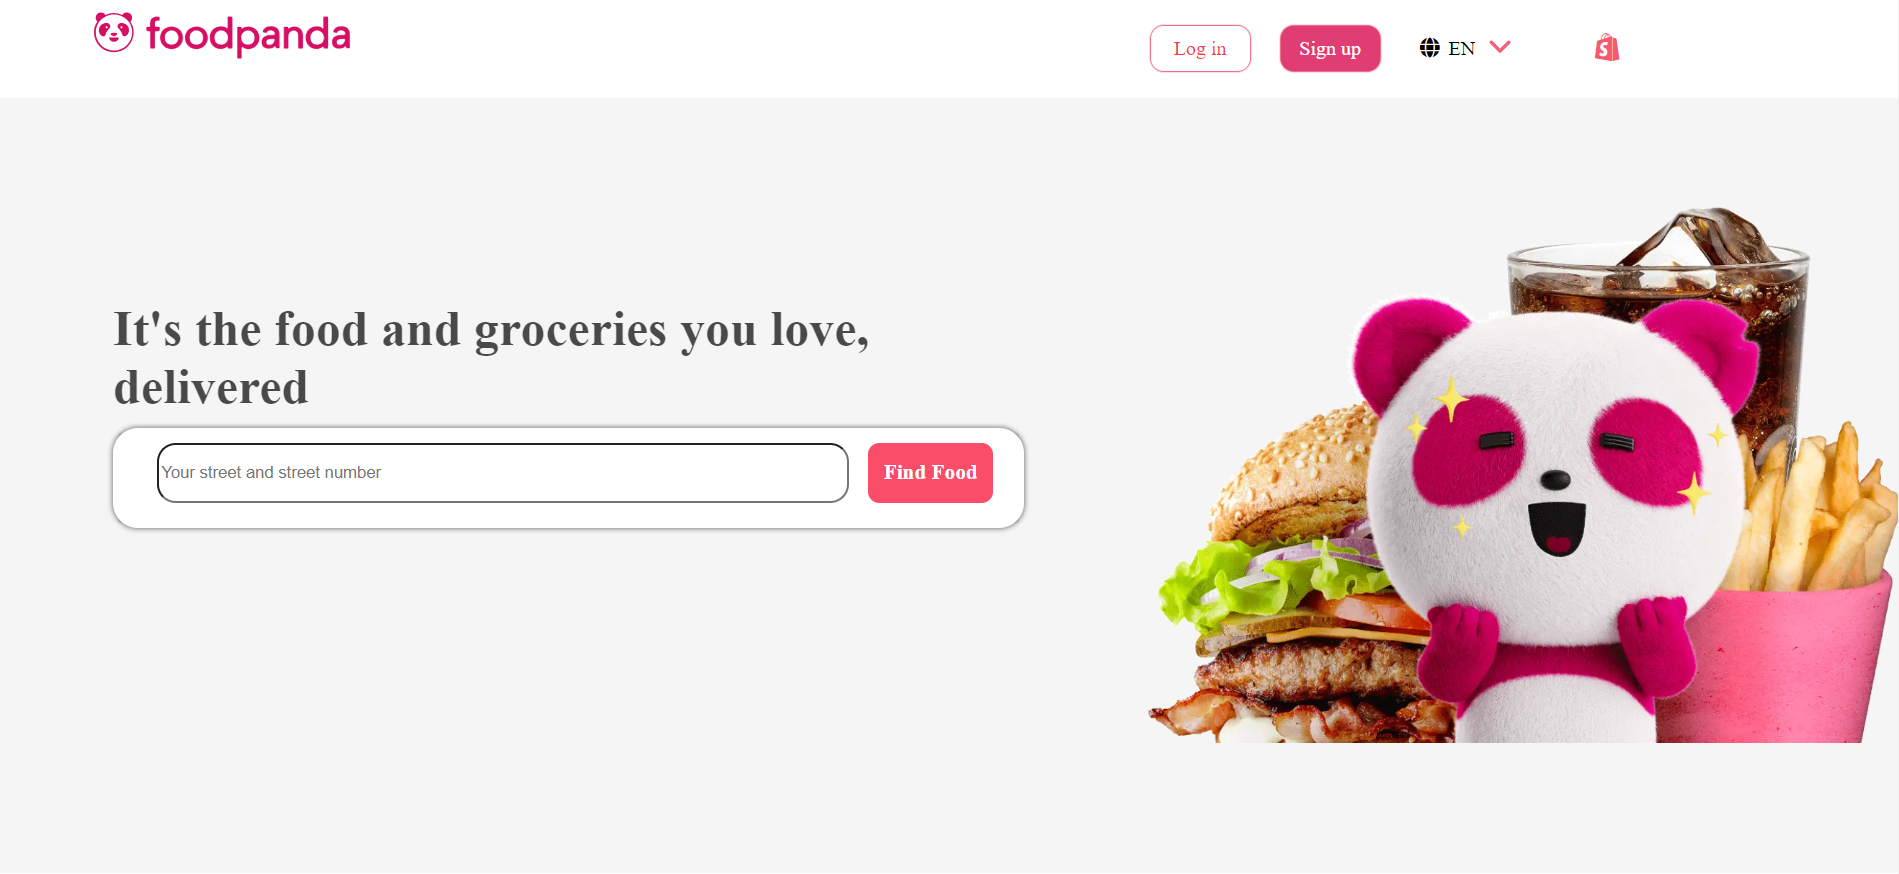 foodpanda
Log in
Sign up
EN
It's the food and groceries you love,
delivered
Your street and street number
Find Food